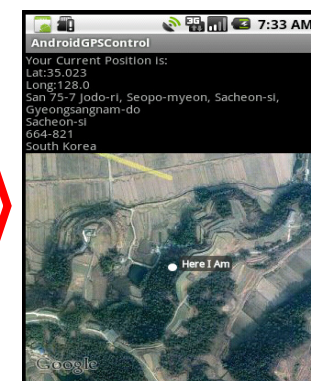 3G
7:33 AM
AndroidGPSControl
Your Current Position is:
Lat:35.023
Long:128.0
San 75-7 Jodo-ri, Seopo-myeon, Sacheon-si,
Gyeongsangnam-do
Sacheon-si
664-821
South Korea
Here I Am
Google